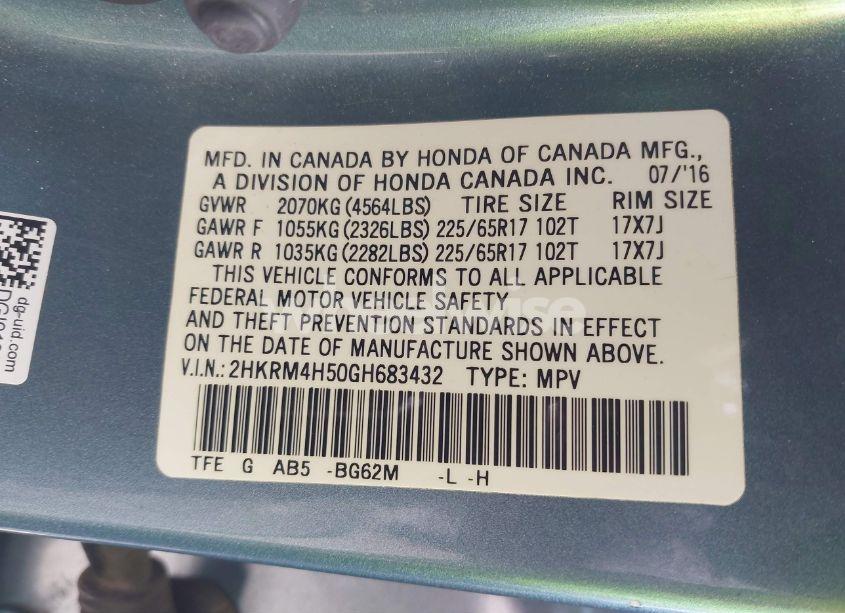 MFD. IN CANADA BY HONDA OF CANADA MFG.,
A DIVISION OF HONDA CANADA INC. 07/'16
GVWR 2070KG (4564LBS) TIRE SIZE RIM SIZE
GAWR F 1055KG (2326LBS) 225/65R17 102T 17X7J
GAWR R 1035KG (2282LBS) 225/65R17 102T 17X7J
THIS VEHICLE CONFORMS TO ALL APPLICABLE
FEDERAL MOTOR VEHICLE SAFETY
AND THEFT PREVENTION STANDARDS IN EFFECT
ON THE DATE OF MANUFACTURE SHOWN ABOVE.
V.I.N.: 2HKRM4H50GH683432 TYPE: MPV
TFE G AB5 -BG62M -L -H
dg-uid.com